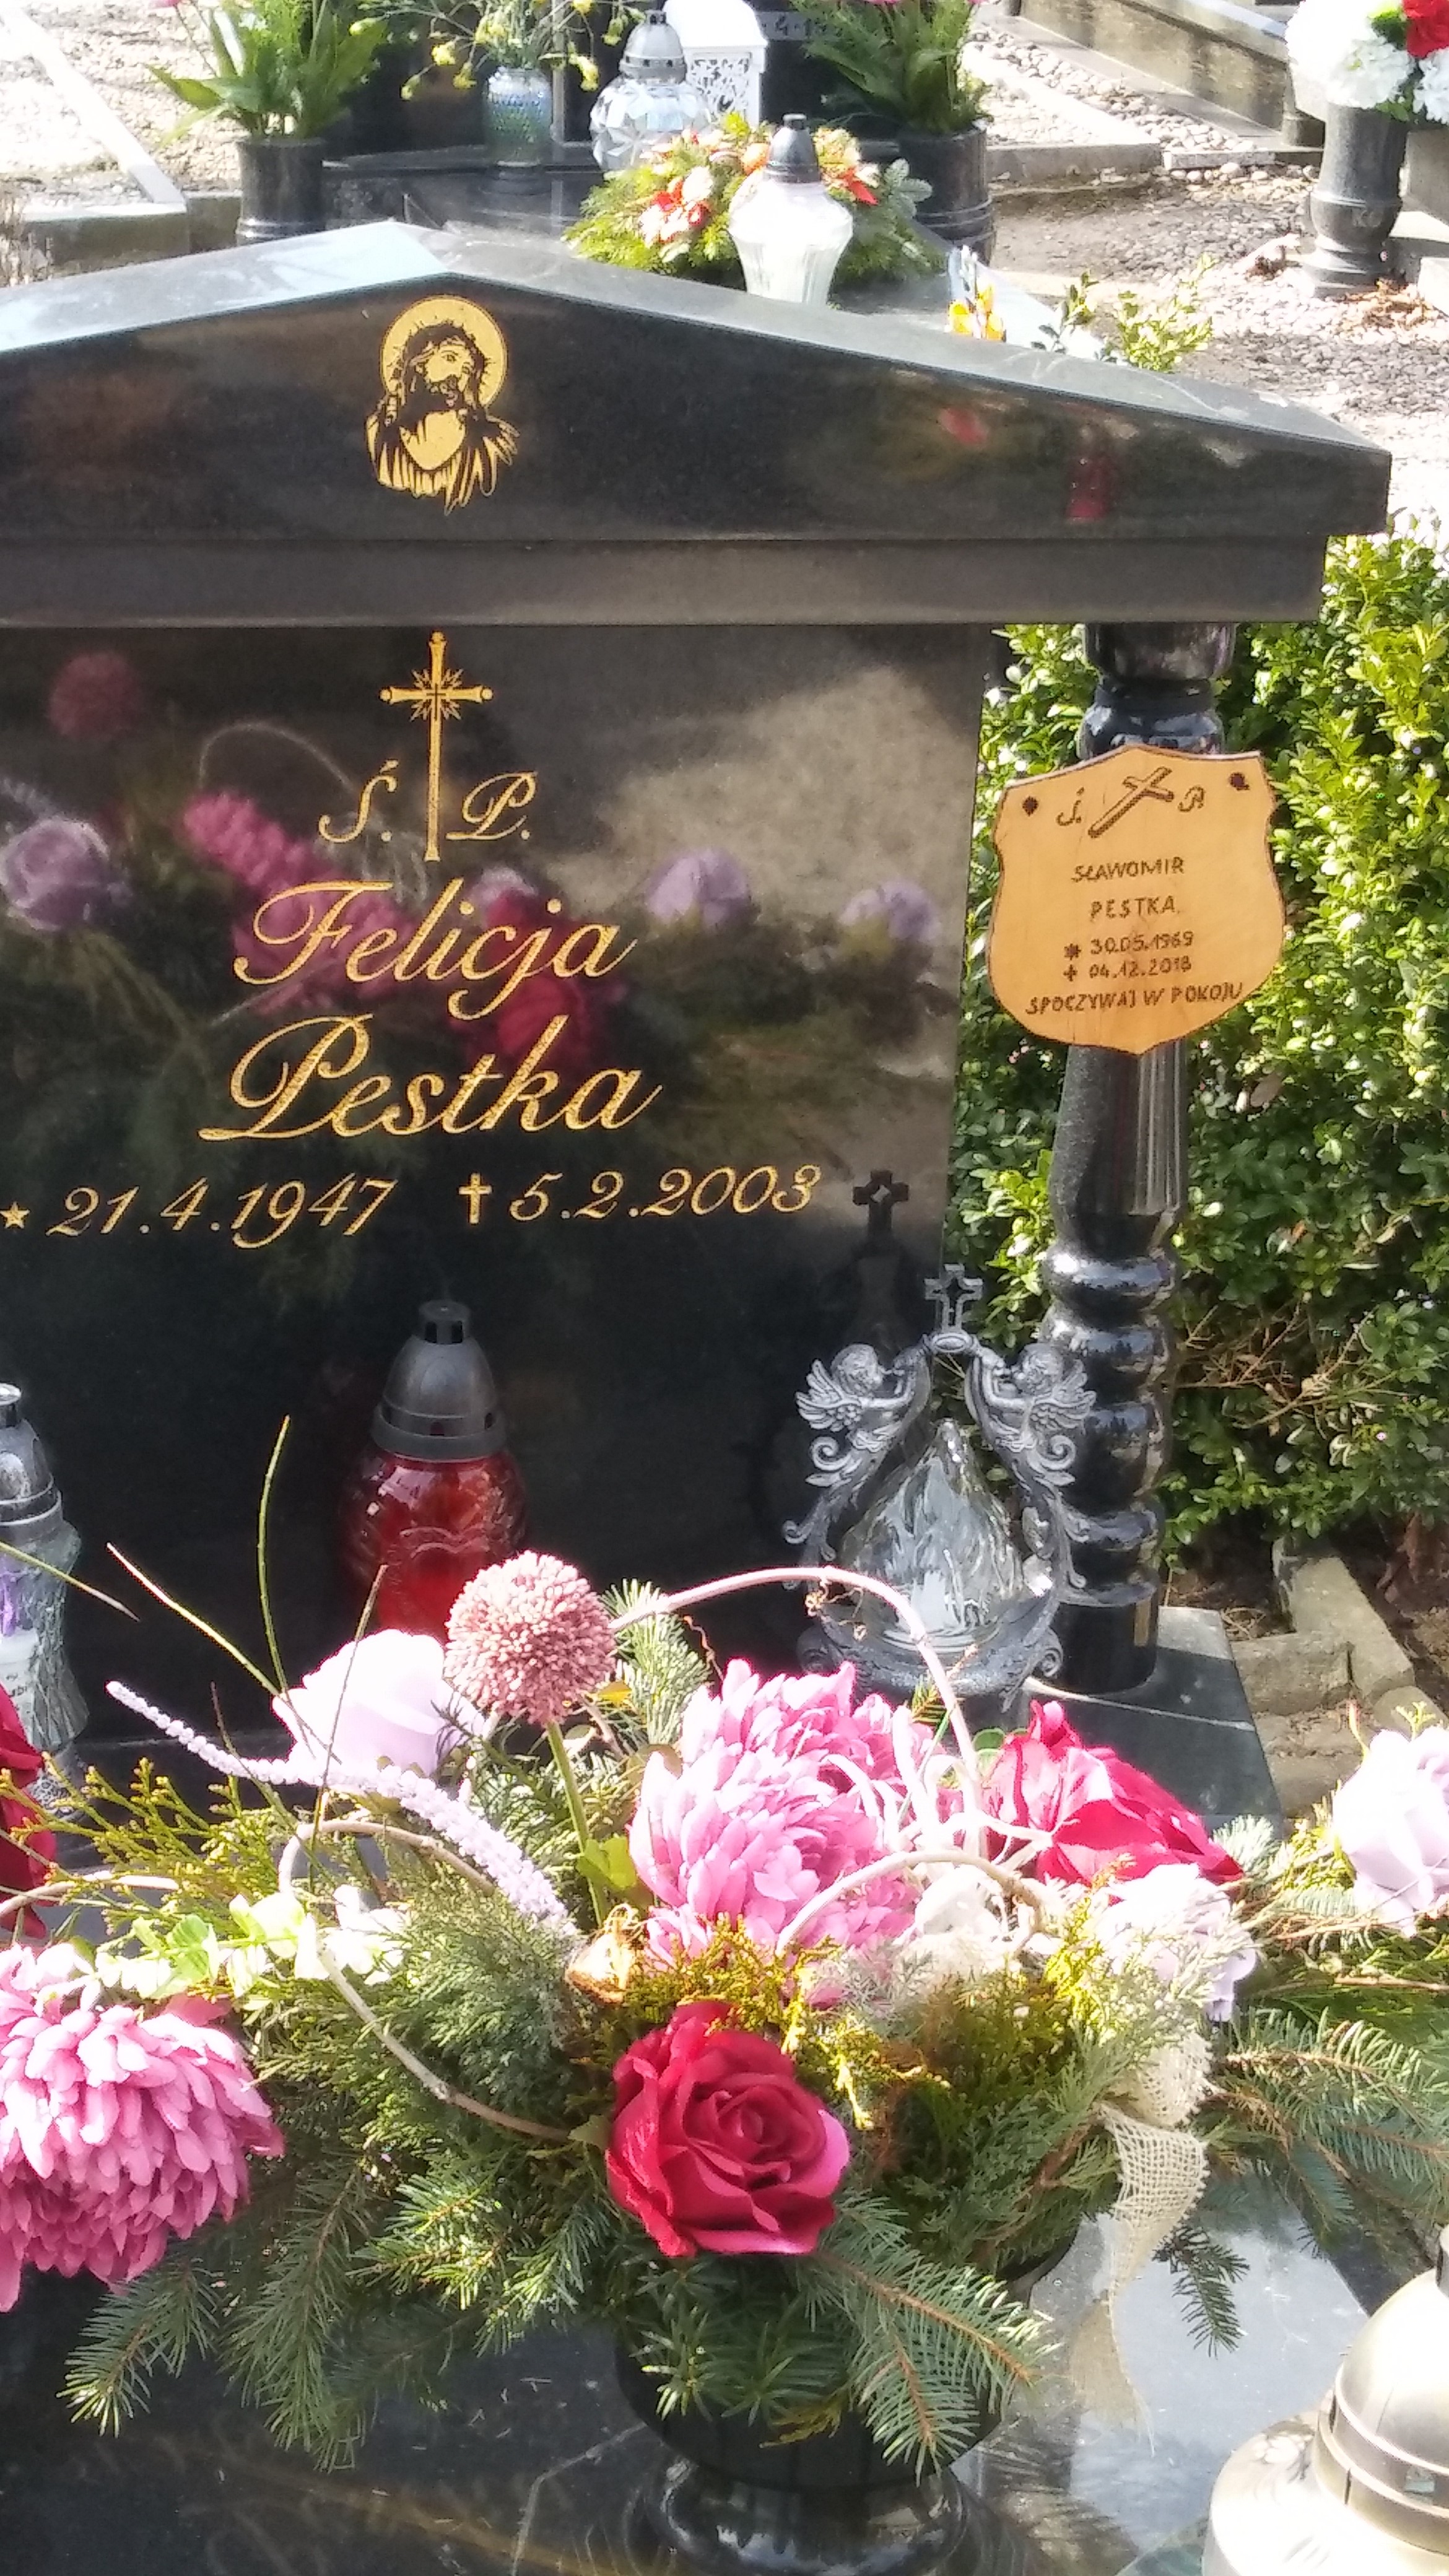 Ś. P.
Felicja
Pestka
21.4.1947 5.2.2003
Ś. P.
SŁAWOMIR
PESTKA
30.05.1969
04.12.2018
SPOCZYWAJ W POKOJU